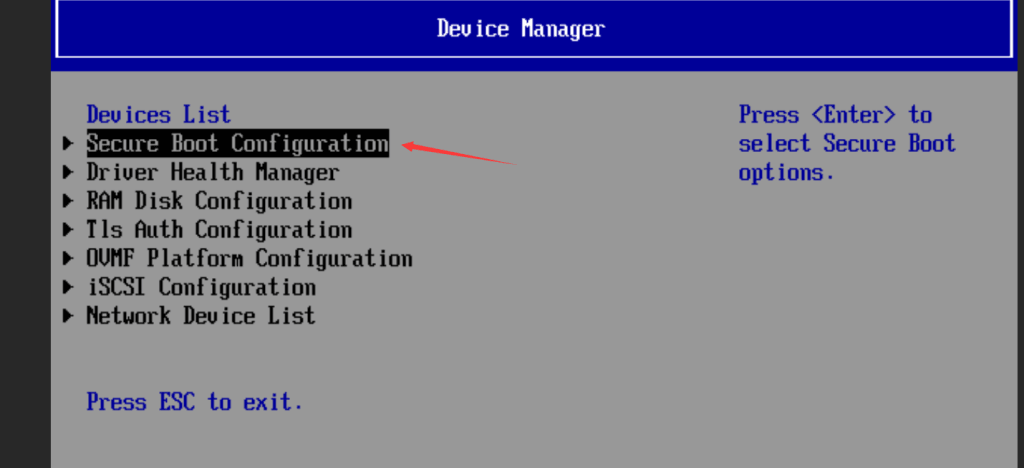 Device Manager
Devices List
Secure Boot Configuration
Driver Health Manager
RAM Disk Configuration
Tls Auth Configuration
OVMF Platform Configuration
iSCSI Configuration
Network Device List
Press ESC to exit.
Press <Enter> to
select Secure Boot
options.